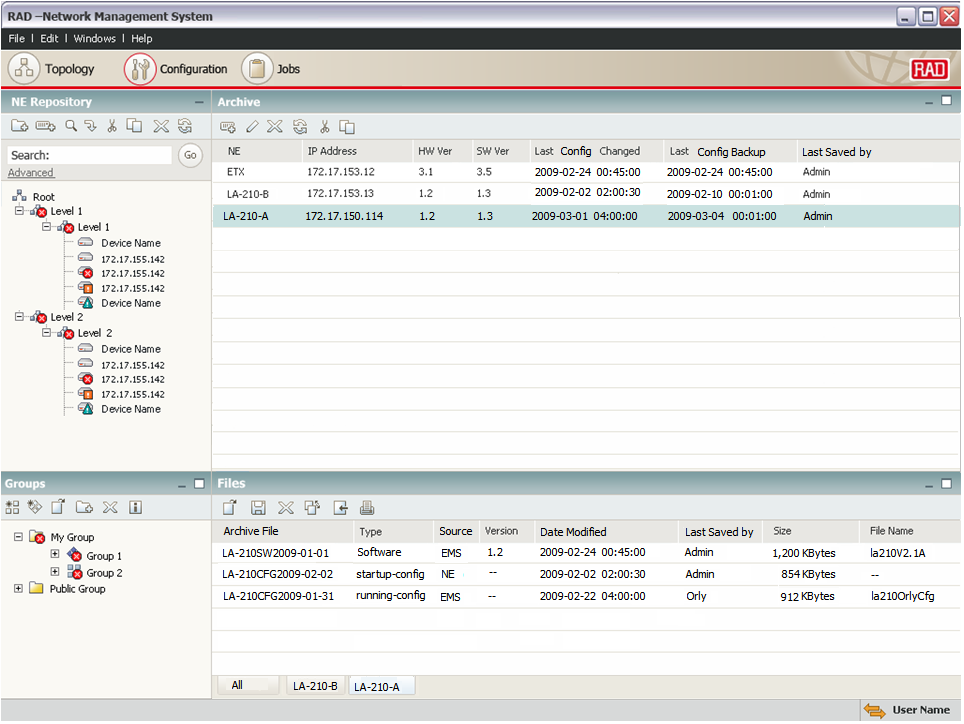 RAD –Network Management System
File | Edit | Windows | Help
Topology Configuration Jobs RAD
NE Repository
Search: Go
Advanced
Root
Level 1
Level 1
Device Name
172.17.155.142
172.17.155.142
172.17.155.142
Device Name
Level 2
Level 2
Device Name
172.17.155.142
172.17.155.142
172.17.155.142
Device Name
Archive
NE IP Address HW Ver SW Ver Last Config Changed Last Config Backup Last Saved by
ETX 172.17.153.12 3.1 3.5 2009-02-24 00:45:00 2009-02-24 00:45:00 Admin
LA-210-B 172.17.153.13 1.2 1.3 2009-02-02 02:00:30 2009-02-10 00:01:00 Admin
LA-210-A 172.17.150.114 1.2 1.3 2009-03-01 04:00:00 2009-03-04 00:01:00 Admin
Groups
My Group
Group 1
Group 2
Public Group
Files
Archive File Type Source Version Date Modified Last Saved by Size File Name
LA-210SW2009-01-01 Software EMS 1.2 2009-02-24 00:45:00 Admin 1,200 KBytes la210V2.1A
LA-210CFG2009-02-02 startup-config NE -- 2009-02-02 02:00:30 Admin 854 KBytes --
LA-210CFG2009-01-31 running-config EMS -- 2009-02-22 04:00:00 Orly 912 KBytes la210OrlyCfg
All LA-210-B LA-210-A
User Name